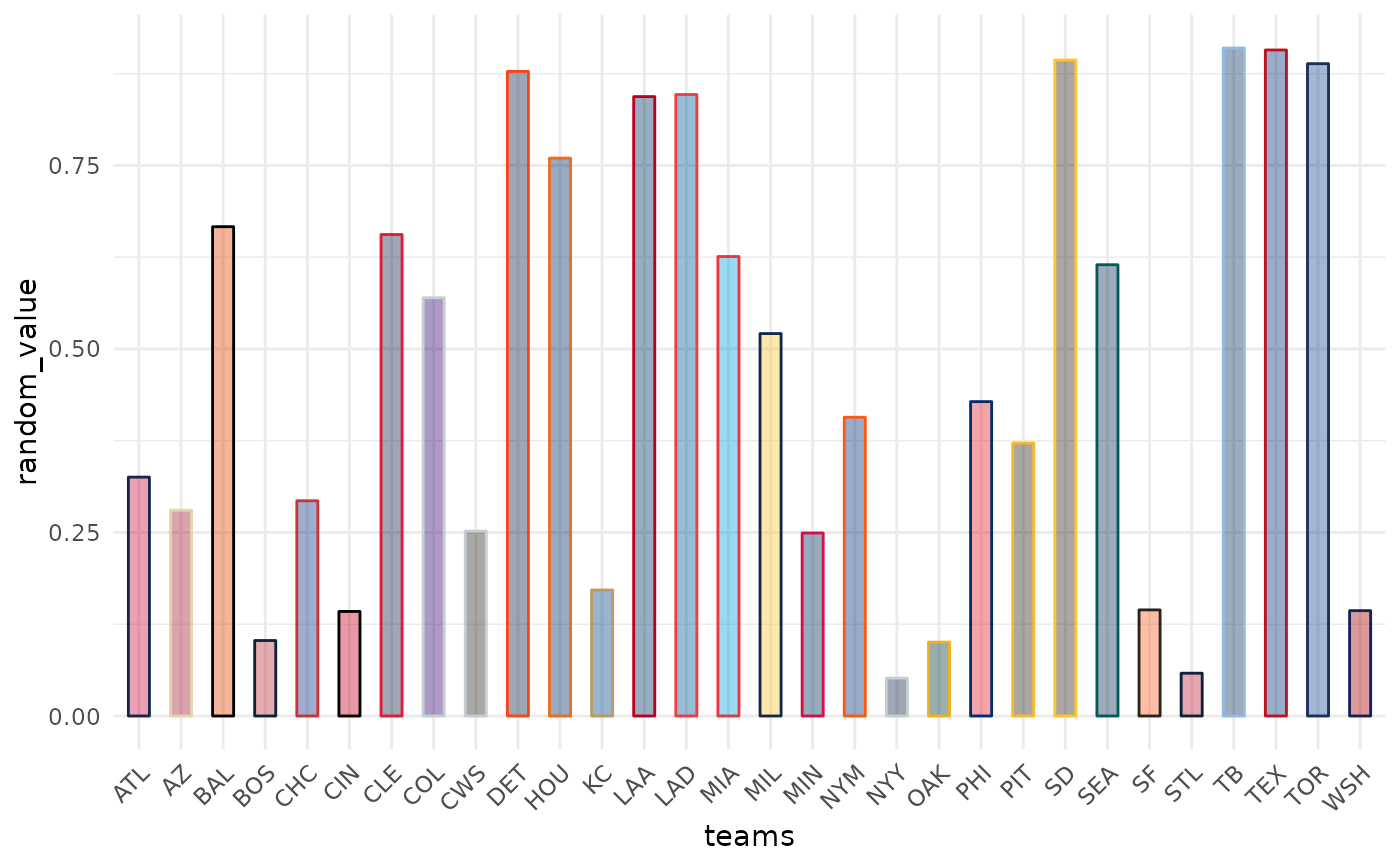 random_value
0.75
0.50
0.25
0.00
ATL AZ BAL BOS CHC CIN CLE COL CWS DET HOU KC LAA LAD MIA MIL MIN NYM NYY OAK PHI PIT SD SEA SF STL TB TEX TOR WSH
teams